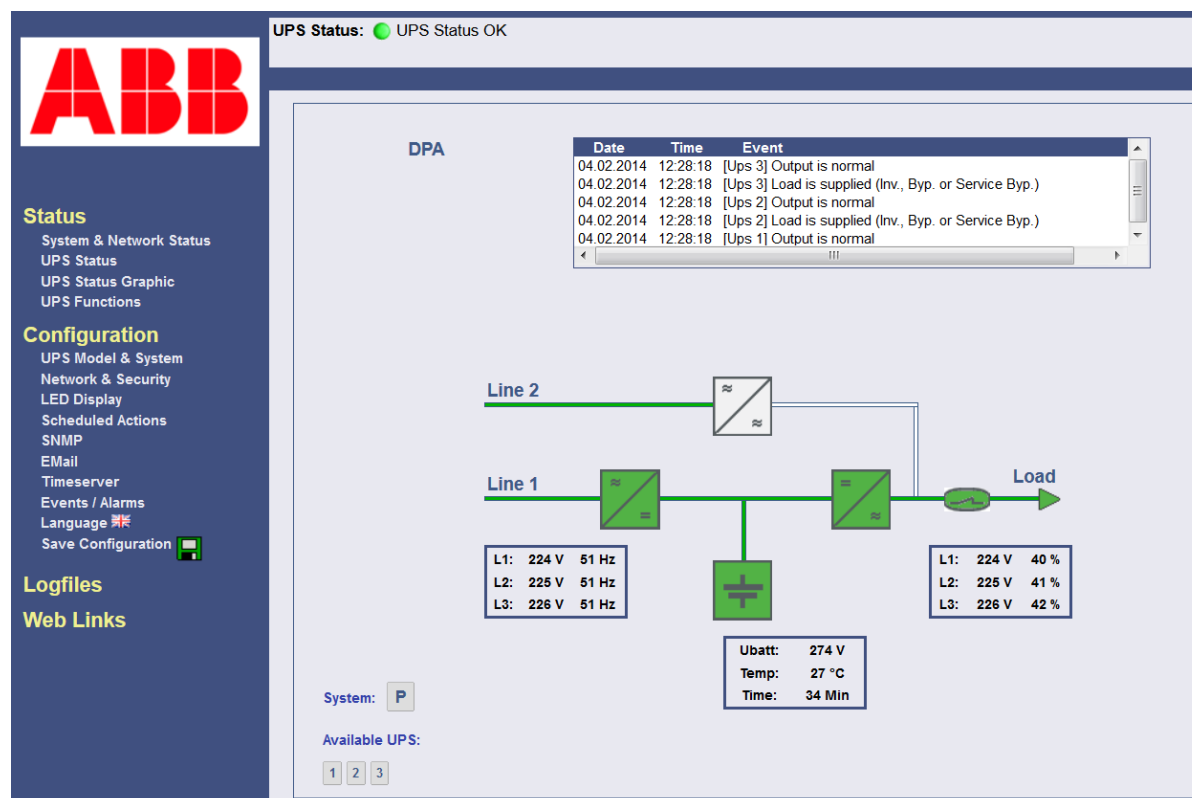 UPS Status: UPS Status OK
ABB
Status
System & Network Status
UPS Status
UPS Status Graphic
UPS Functions
Configuration
UPS Model & System
Network & Security
LED Display
Scheduled Actions
SNMP
EMail
Timeserver
Events / Alarms
Language
Save Configuration
Logfiles
Web Links
DPA
Date Time Event
04.02.2014 12:28:18 [Ups 3] Output is normal
04.02.2014 12:28:18 [Ups 3] Load is supplied (Inv., Byp. or Service Byp.)
04.02.2014 12:28:18 [Ups 2] Output is normal
04.02.2014 12:28:18 [Ups 2] Load is supplied (Inv., Byp. or Service Byp.)
04.02.2014 12:28:18 [Ups 1] Output is normal
Line 2
≈
≈
Line 1
≈
=
=
≈
Load
L1: 224 V 51 Hz
L2: 225 V 51 Hz
L3: 226 V 51 Hz
L1: 224 V 40 %
L2: 225 V 41 %
L3: 226 V 42 %
Ubatt: 274 V
Temp: 27 °C
Time: 34 Min
System: P
Available UPS:
1 2 3